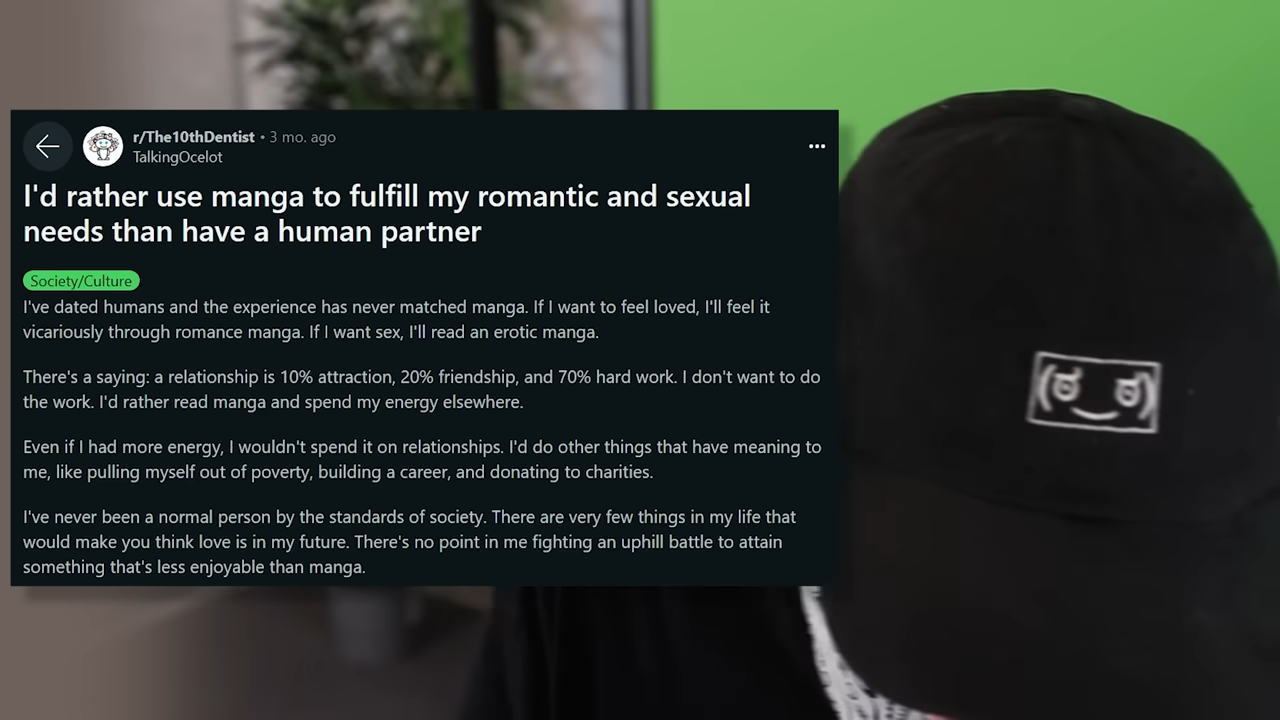 r/The10thDentist • 3 mo. ago
TalkingOcelot
I'd rather use manga to fulfill my romantic and sexual
needs than have a human partner
Society/Culture
I've dated humans and the experience has never matched manga. If I want to feel loved, I'll feel it
vicariously through romance manga. If I want sex, I'll read an erotic manga.
There's a saying: a relationship is 10% attraction, 20% friendship, and 70% hard work. I don't want to do
the work. I'd rather read manga and spend my energy elsewhere.
Even if I had more energy, I wouldn't spend it on relationships. I'd do other things that have meaning to
me, like pulling myself out of poverty, building a career, and donating to charities.
I've never been a normal person by the standards of society. There are very few things in my life that
would make you think love is in my future. There's no point in me fighting an uphill battle to attain
something that's less enjoyable than manga.